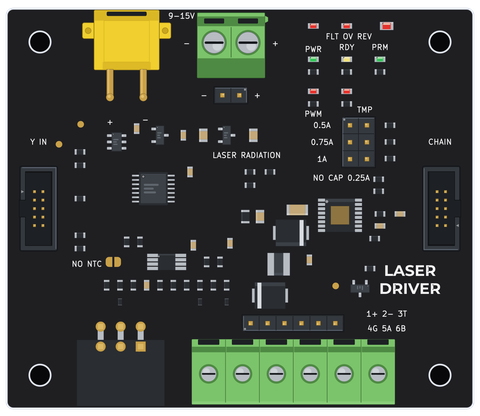 9-15V
- +
FLT OV REV
PWR RDY PRM
- +
PWM
TMP
+ -
0.5A
0.75A
1A
Y IN
LASER RADIATION
CHAIN
NO CAP 0.25A
NO NTC
LASER
DRIVER
1+ 2- 3T
4G 5A 6B